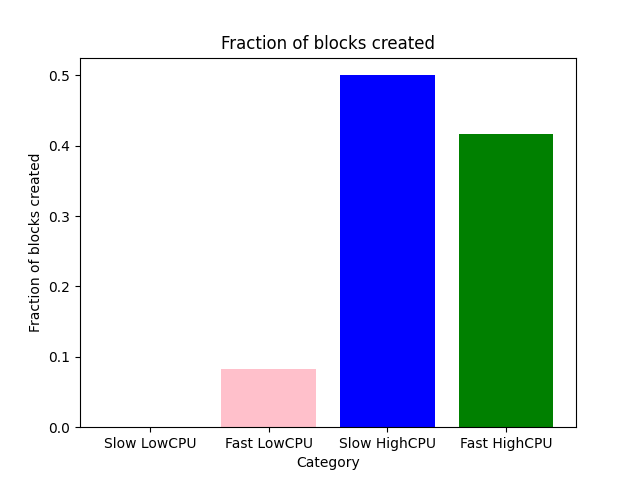 Fraction of blocks created
Fraction of blocks created
0.5
0.4
0.3
0.2
0.1
0.0
Slow LowCPU
Fast LowCPU
Slow HighCPU
Fast HighCPU
Category